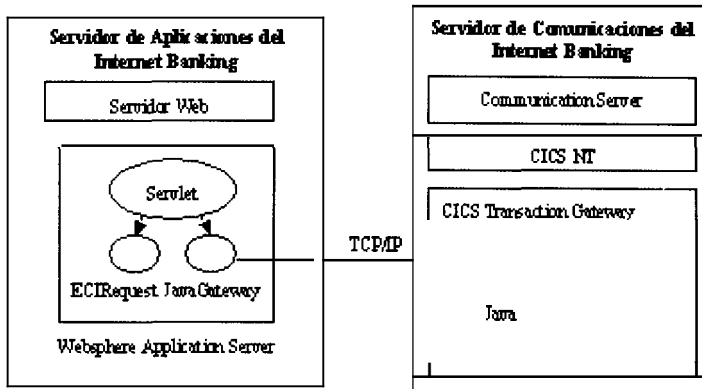 Servidor de Aplicaciones del
Internet Banking
Servidor Web
Servlet
ECIRequest JavaGateway
Websphere Application Server
TCP/IP
Servidor de Comunicaciones del
Internet Banking
Communication Server
CICS NT
CICS Transaction Gateway
Java